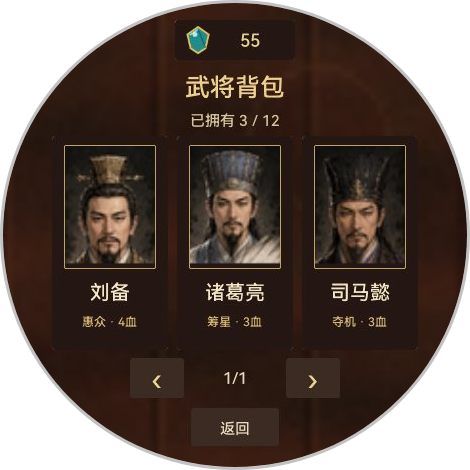 55
武将背包
已拥有 3 / 12
刘备 诸葛亮 司马懿
惠众 · 4血 筹星 · 3血 夺机 · 3血
‹ 1/1 ›
返回